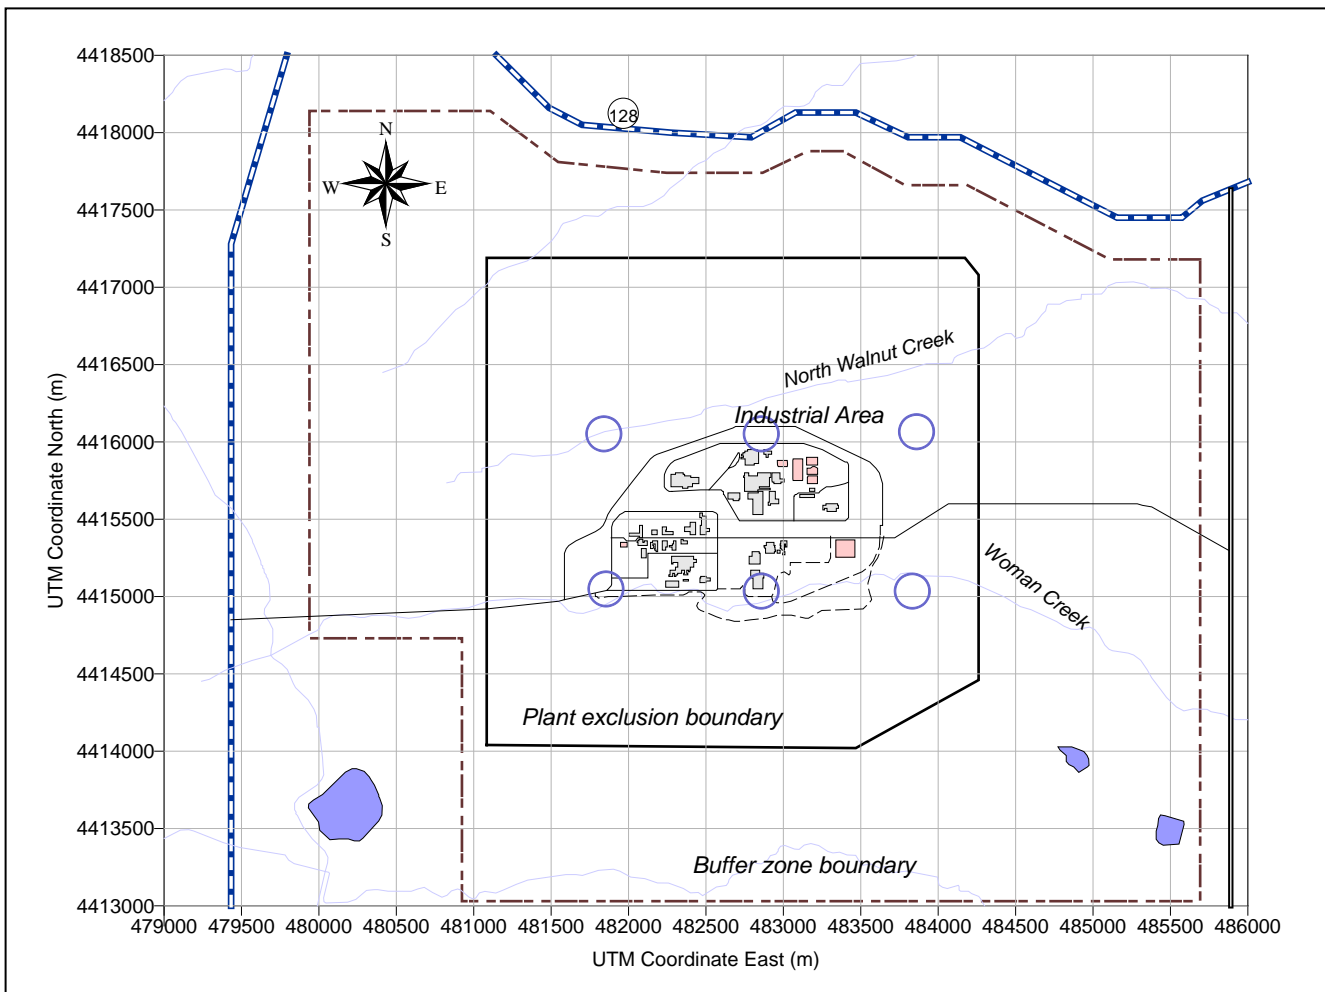 4418500
128
4418000
N
W
E
4417500
S
4417000
4416500
North Walnut Creek
Industrial Area
4416000
4415500
Woman Creek
4415000
4414500
Plant exclusion boundary
4414000
4413500
Buffer zone boundary
4413000
UTM Coordinate North (m)
479000 479500 480000 480500 481000 481500 482000 482500 483000 483500 484000 484500 485000 485500 486000
UTM Coordinate East (m)